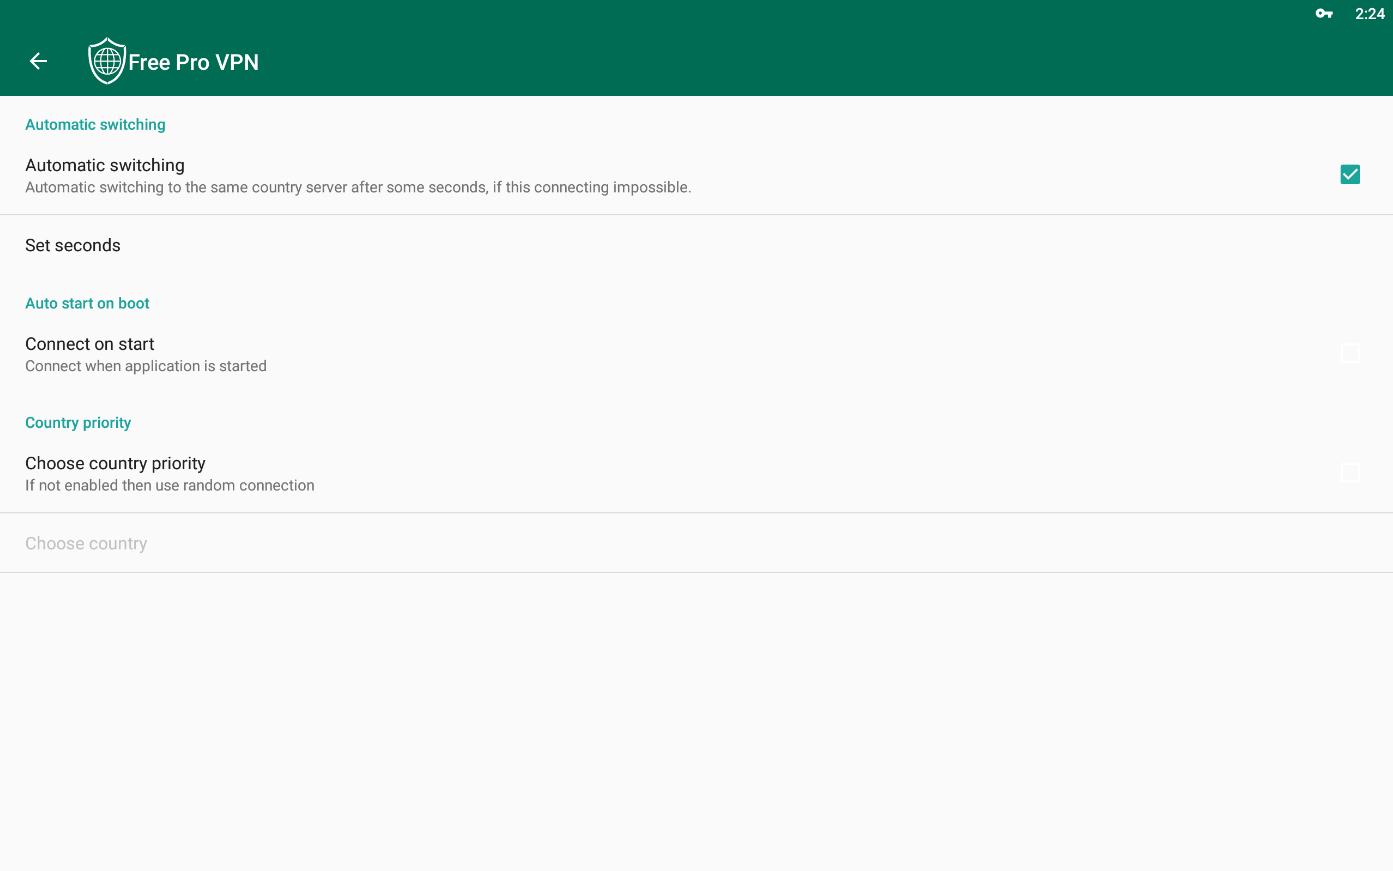 2:24
Free Pro VPN
Automatic switching
Automatic switching
Automatic switching to the same country server after some seconds, if this connecting impossible.
Set seconds
Auto start on boot
Connect on start
Connect when application is started
Country priority
Choose country priority
If not enabled then use random connection
Choose country